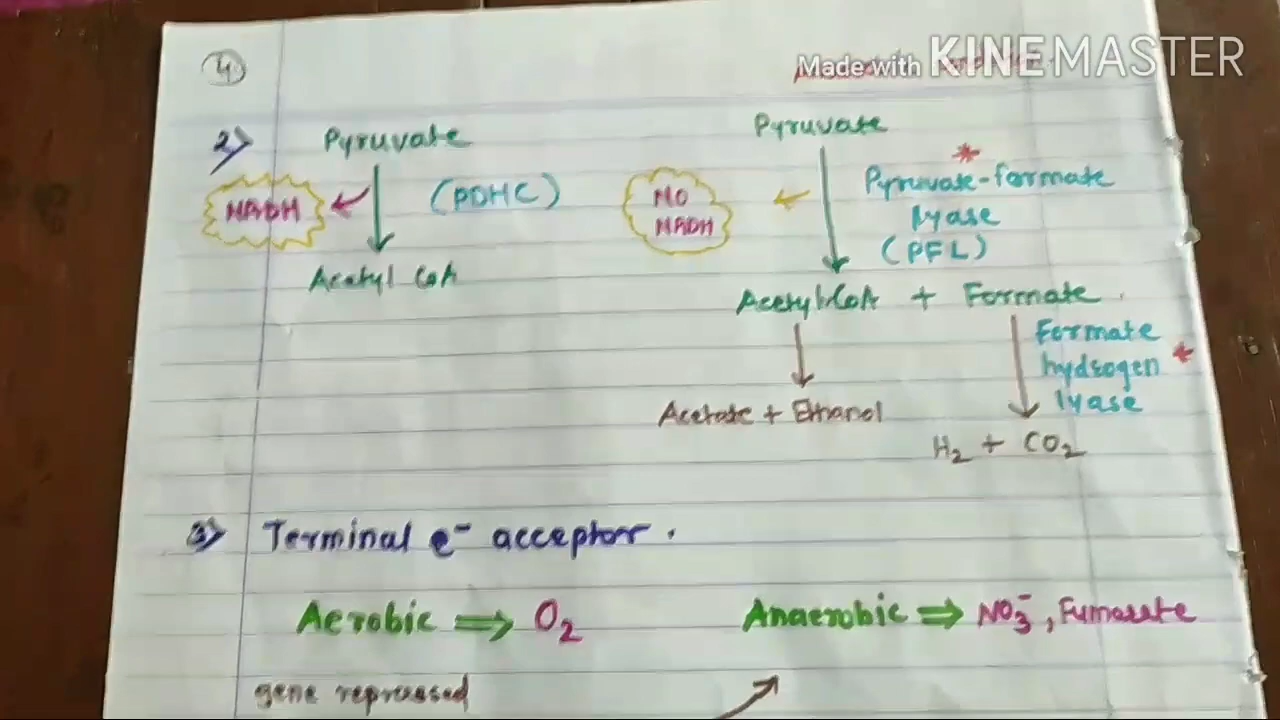 4
Made with KINEMASTER
2) Pyruvate
NADH
(PDHC)
Acetyl CoA
Pyruvate
NO
NADH
Pyruvate-formate
lyase
(PFL)
Acetyl CoA + Formate
Formate
hydrogen
lyase
Acetate + Ethanol
H₂ + CO₂
3) Terminal e⁻ acceptor.
Aerobic ⇒ O₂
Anaerobic ⇒ NO₃⁻, Fumarate
gene repressed